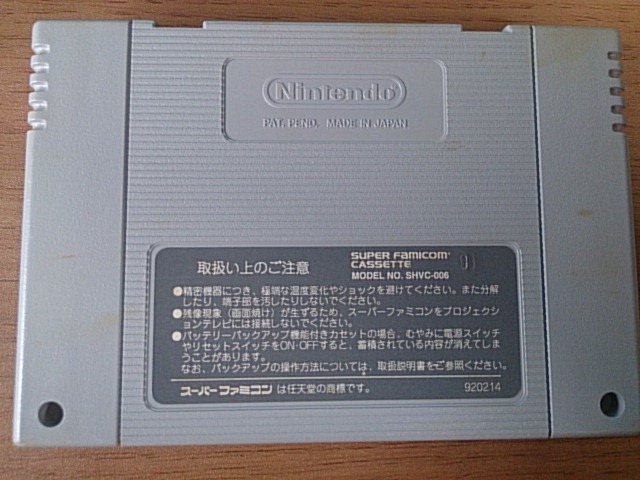 Nintendo
PAT. PEND. MADE IN JAPAN
取扱い上のご注意
SUPER FAMICOM
CASSETTE
MODEL NO. SHVC-006
●精密機器につき、極端な温度変化やショックを避けてください。また分解
したり、端子部を汚したりしないでください。
●残像現象（画面焼け）が生ずるため、スーパーファミコンをプロジェクシ
ョンテレビには接続しないでください。
●バッテリーバックアップ機能付きカセットの場合、むやみに電源スイッチ
やリセットスイッチをON・OFFすると、蓄積されている内容が消えてしま
うことがあります。
なお、バックアップの操作方法については、取扱説明書をご参照ください。
スーパーファミコンは任天堂の商標です。
920214